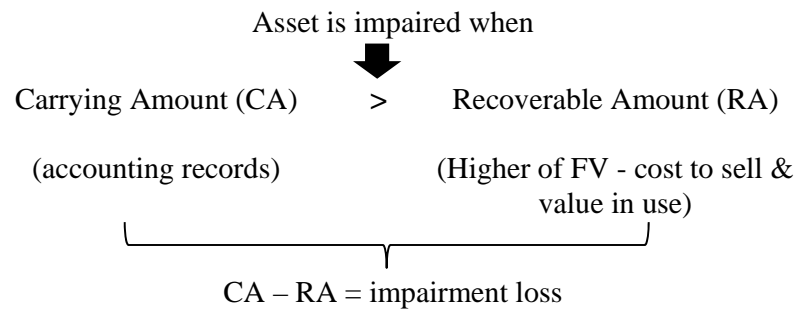 Asset is impaired when
Carrying Amount (CA) > Recoverable Amount (RA)
(accounting records) (Higher of FV - cost to sell &
value in use)
CA – RA = impairment loss